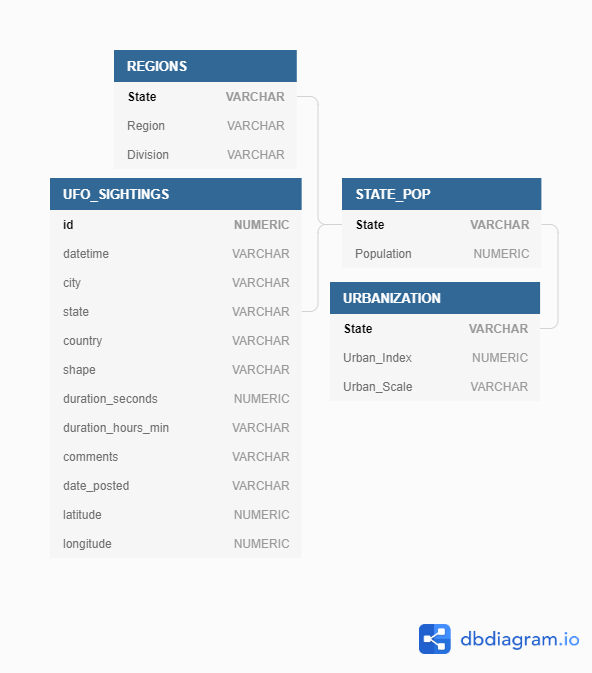 REGIONS
State VARCHAR
Region VARCHAR
Division VARCHAR
UFO_SIGHTINGS
id NUMERIC
datetime VARCHAR
city VARCHAR
state VARCHAR
country VARCHAR
shape VARCHAR
duration_seconds NUMERIC
duration_hours_min VARCHAR
comments VARCHAR
date_posted VARCHAR
latitude NUMERIC
longitude NUMERIC
STATE_POP
State VARCHAR
Population NUMERIC
URBANIZATION
State VARCHAR
Urban_Index NUMERIC
Urban_Scale VARCHAR
dbdiagram.io